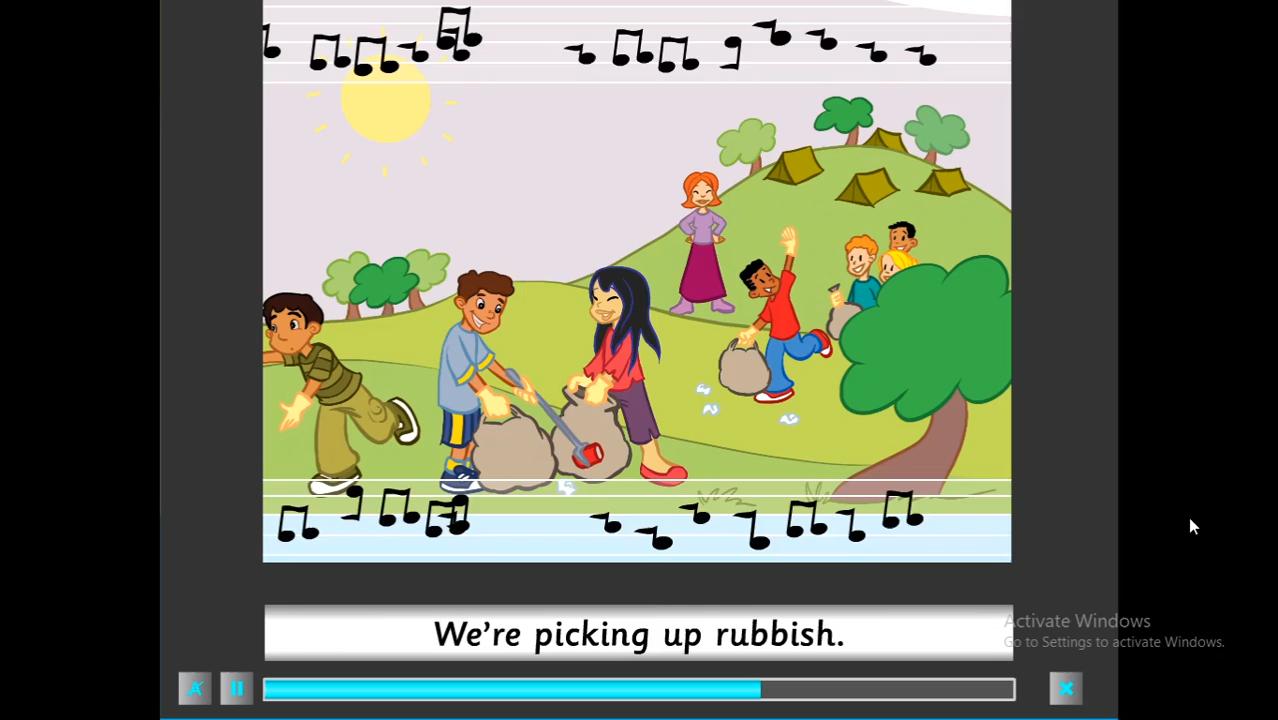 We're picking up rubbish.
Activate Windows
Go to Settings to activate Windows.